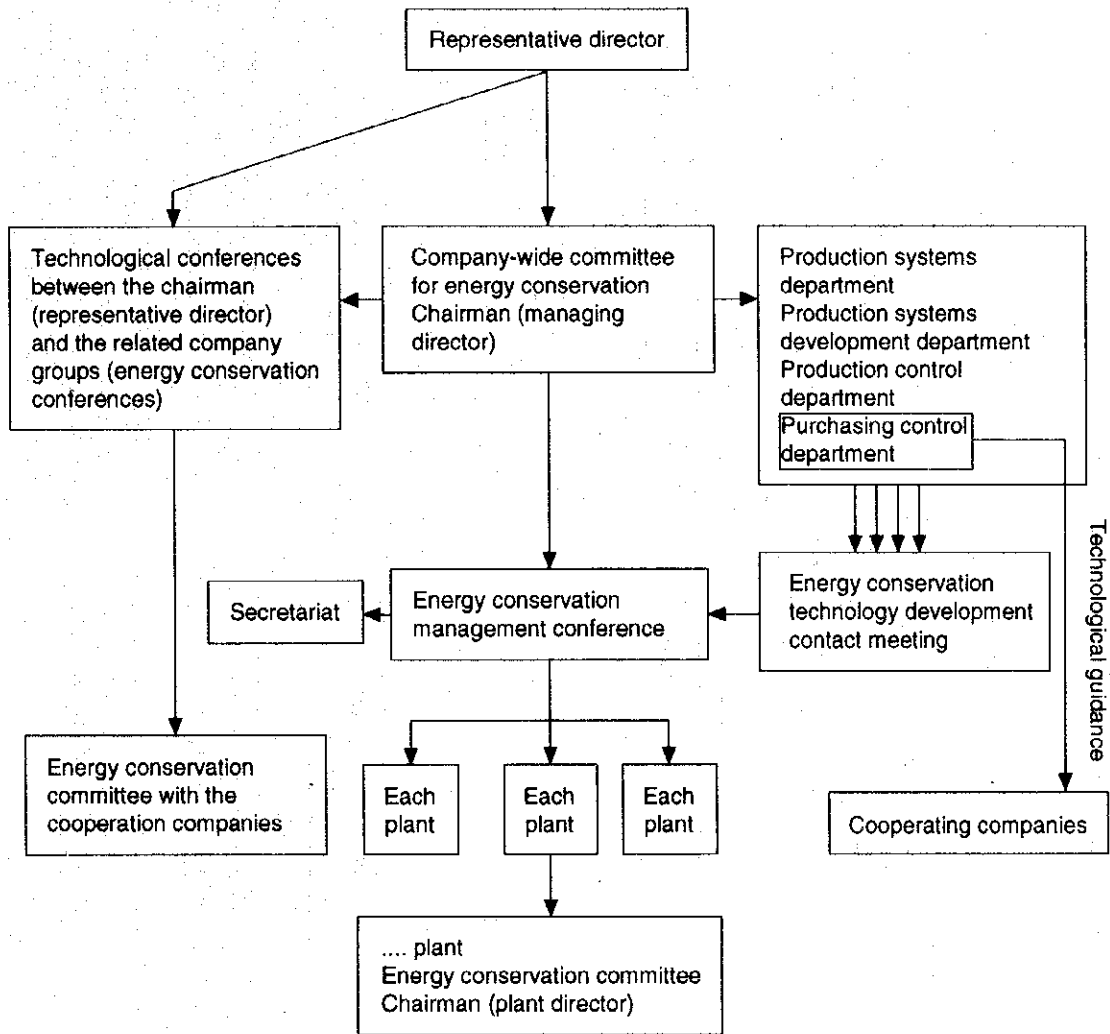 Representative director
Technological conferences
between the chairman
(representative director)
and the related company
groups (energy conservation
conferences)
Company-wide committee
for energy conservation
Chairman (managing
director)
Production systems
department
Production systems
development department
Production control
department
Purchasing control
department
Technological guidance
Secretariat
Energy conservation
management conference
Energy conservation
technology development
contact meeting
Energy conservation
committee with the
cooperation companies
Each
plant
Each
plant
Each
plant
Cooperating companies
.... plant
Energy conservation committee
Chairman (plant director)